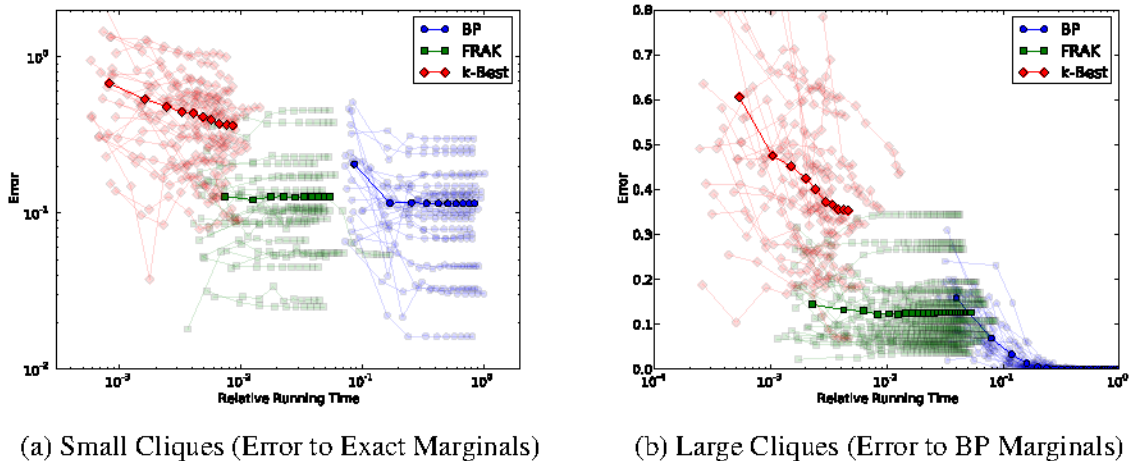 BP
FRAK
k-Best
10^0
10^-1
10^-2
Error
10^-3
10^-2
10^-1
10^0
Relative Running Time
(a) Small Cliques (Error to Exact Marginals)
BP
FRAK
k-Best
0.8
0.7
0.6
0.5
0.4
0.3
0.2
0.1
0.0
Error
10^-4
10^-3
10^-2
10^-1
10^0
Relative Running Time
(b) Large Cliques (Error to BP Marginals)